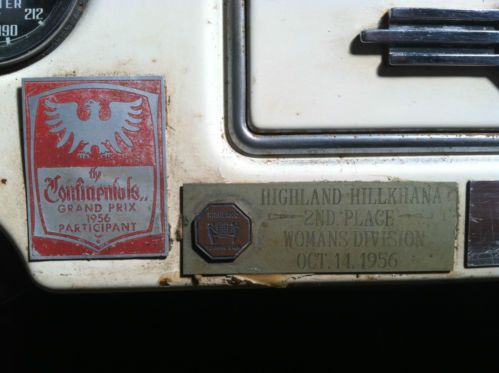 212
190
the
Continentals
GRAND PRIX
1956
PARTICIPANT
HIGHLAND HILLKHANA
2ND PLACE
WOMANS DIVISION
OCT. 14, 1956